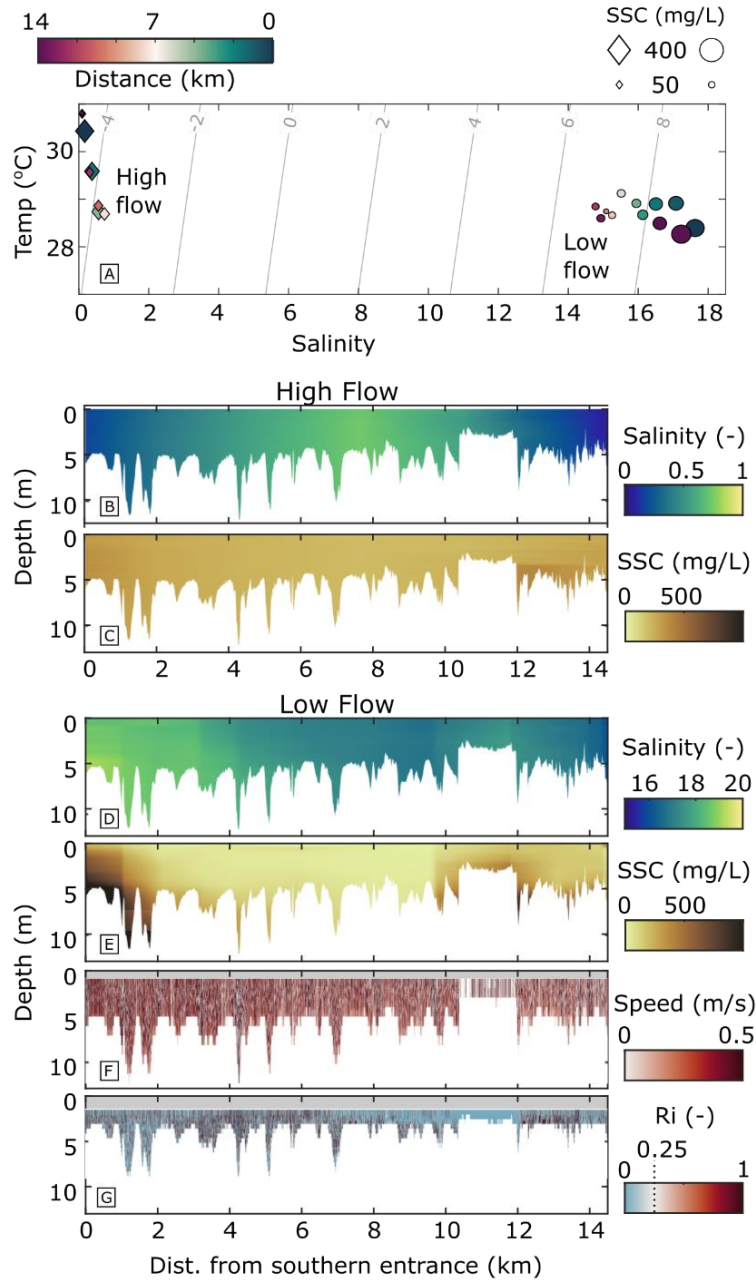 14 7 0
Distance (km)
SSC (mg/L)
400
50
-4 -2 0 2 4 6 8
30
28
Temp (°C)
High
flow
Low
flow
A
0 2 4 6 8 10 12 14 16 18
Salinity
High Flow
0
5
10
B
Salinity (-)
0 0.5 1
Depth (m)
0
5
10
C
SSC (mg/L)
0 500
0 2 4 6 8 10 12 14
Low Flow
0
5
10
D
Salinity (-)
16 18 20
0
5
10
E
SSC (mg/L)
0 500
Depth (m)
0
5
10
F
Speed (m/s)
0 0.5
0
5
10
G
Ri (-)
0.25
0 1
0 2 4 6 8 10 12 14
Dist. from southern entrance (km)